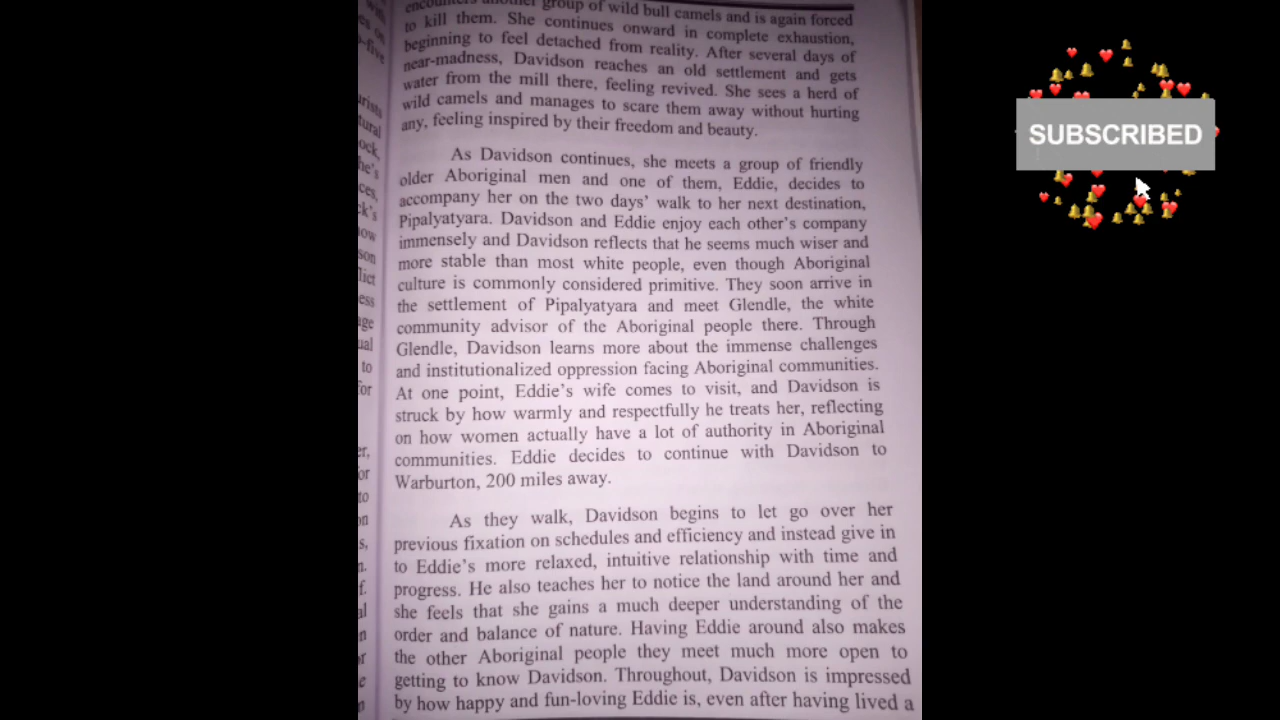 encounters another group of wild bull camels and is again forced
to kill them. She continues onward in complete exhaustion,
beginning to feel detached from reality. After several days of
near-madness, Davidson reaches an old settlement and gets
water from the mill there, feeling revived. She sees a herd of
wild camels and manages to scare them away without hurting
any, feeling inspired by their freedom and beauty.
As Davidson continues, she meets a group of friendly
older Aboriginal men and one of them, Eddie, decides to
accompany her on the two days' walk to her next destination,
Pipalyatyara. Davidson and Eddie enjoy each other's company
immensely and Davidson reflects that he seems much wiser and
more stable than most white people, even though Aboriginal
culture is commonly considered primitive. They soon arrive in
the settlement of Pipalyatyara and meet Glendle, the white
community advisor of the Aboriginal people there. Through
Glendle, Davidson learns more about the immense challenges
and institutionalized oppression facing Aboriginal communities.
At one point, Eddie's wife comes to visit, and Davidson is
struck by how warmly and respectfully he treats her, reflecting
on how women actually have a lot of authority in Aboriginal
communities. Eddie decides to continue with Davidson to
Warburton, 200 miles away.
As they walk, Davidson begins to let go over her
previous fixation on schedules and efficiency and instead give in
to Eddie's more relaxed, intuitive relationship with time and
progress. He also teaches her to notice the land around her and
she feels that she gains a much deeper understanding of the
order and balance of nature. Having Eddie around also makes
the other Aboriginal people they meet much more open to
getting to know Davidson. Throughout, Davidson is impressed
by how happy and fun-loving Eddie is, even after having lived a
SUBSCRIBED